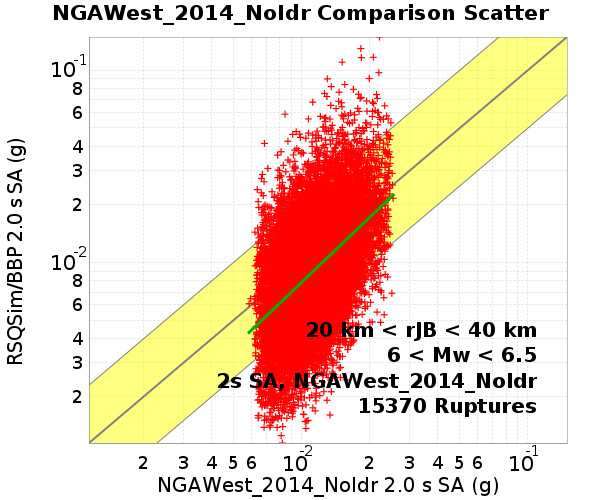 NGAWest_2014_NoIdr Comparison Scatter
RSQSim/BBP 2.0 s SA (g)
10-1
8
6
4
3
2
10-2
8
6
4
3
2
20 km < rJB < 40 km
6 < Mw < 6.5
2s SA, NGAWest_2014_NoIdr
15370 Ruptures
2 3 4 5 6 10-2 2 3 4 5 6 10-1
NGAWest_2014_NoIdr 2.0 s SA (g)